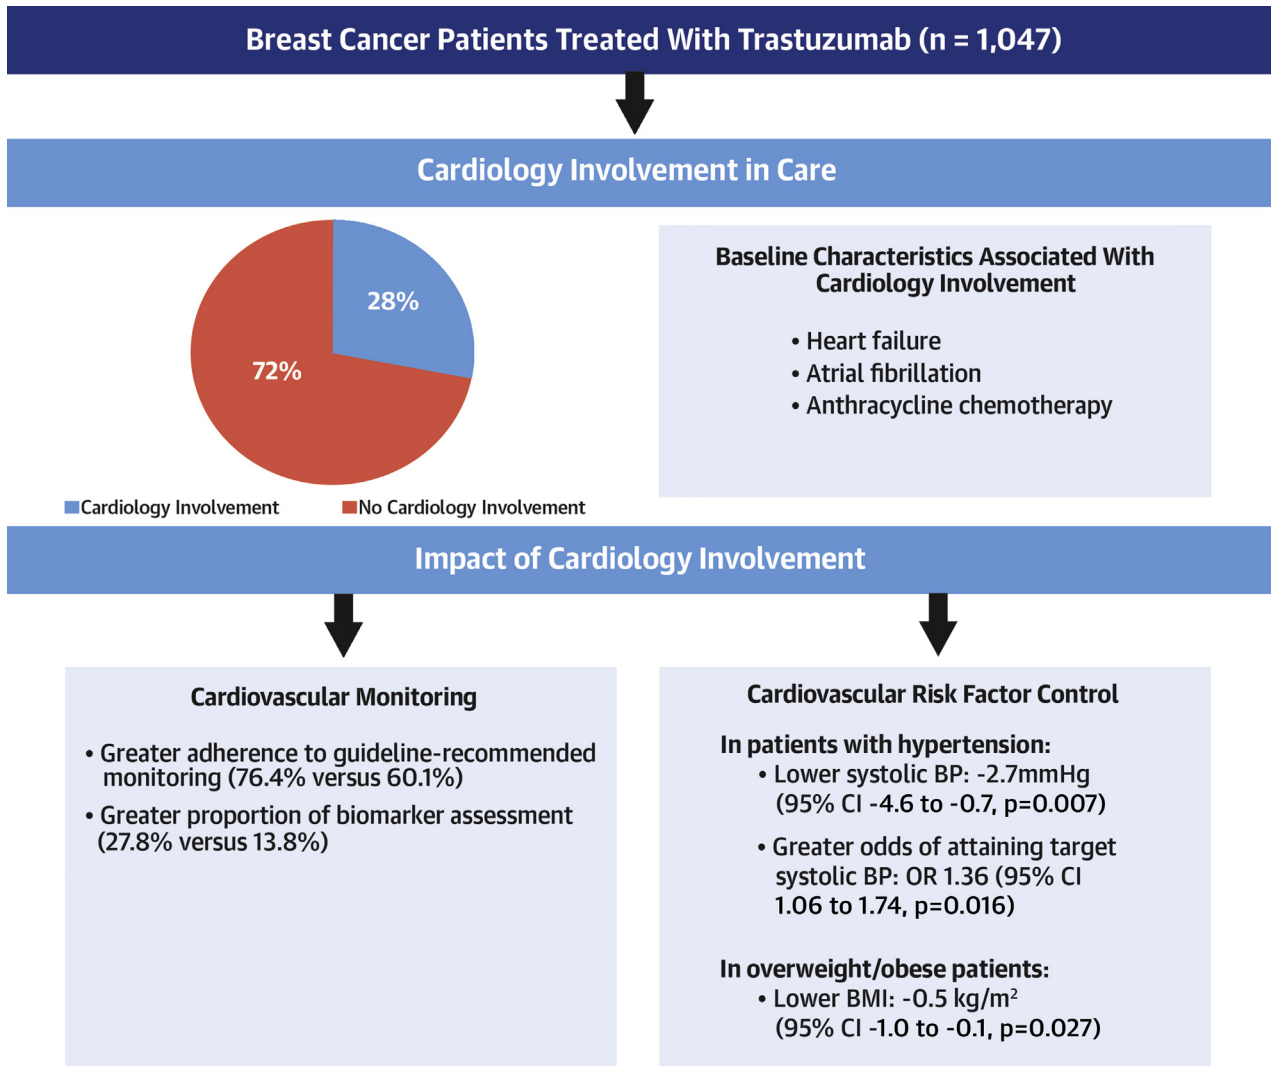 Breast Cancer Patients Treated With Trastuzumab (n = 1,047)
Cardiology Involvement in Care
28%
72%
Cardiology Involvement
No Cardiology Involvement
Baseline Characteristics Associated With
Cardiology Involvement
• Heart failure
• Atrial fibrillation
• Anthracycline chemotherapy
Impact of Cardiology Involvement
Cardiovascular Monitoring
• Greater adherence to guideline-recommended
monitoring (76.4% versus 60.1%)
• Greater proportion of biomarker assessment
(27.8% versus 13.8%)
Cardiovascular Risk Factor Control
In patients with hypertension:
• Lower systolic BP: -2.7mmHg
(95% CI -4.6 to -0.7, p=0.007)
• Greater odds of attaining target
systolic BP: OR 1.36 (95% CI
1.06 to 1.74, p=0.016)
In overweight/obese patients:
• Lower BMI: -0.5 kg/m²
(95% CI -1.0 to -0.1, p=0.027)